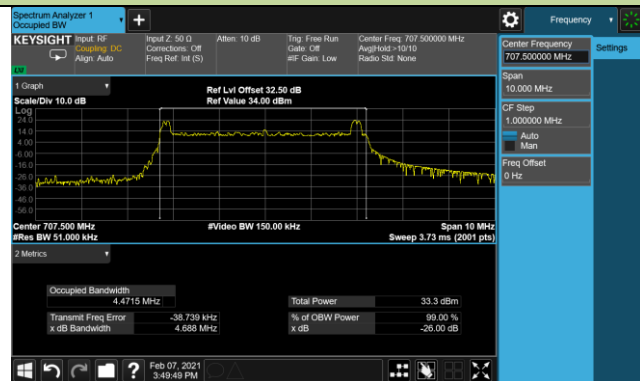 Spectrum Analyzer 1
Occupied BW
Frequency
KEYSIGHT
Input: RF
Coupling: DC
Align: Auto
Input Z: 50 Ω
Corrections: Off
Freq Ref: Int (S)
Atten: 10 dB
Trig: Free Run
Gate: Off
#IF Gain: Low
Center Freq: 707.500000 MHz
Avg|Hold:>10/10
Radio Std: None
Center Frequency
707.500000 MHz
Settings
Span
10.000 MHz
CF Step
1.000000 MHz
Auto
Man
Freq Offset
0 Hz
1 Graph
Scale/Div 10.0 dB
Ref Lvl Offset 32.50 dB
Ref Value 34.00 dBm
Log
24.0
14.0
4.00
-6.00
-16.0
-26.0
-36.0
-46.0
-56.0
Center 707.500 MHz
#Res BW 51.000 kHz
#Video BW 150.00 kHz
Span 10 MHz
Sweep 3.73 ms (2001 pts)
2 Metrics
Occupied Bandwidth
4.4715 MHz
Total Power 33.3 dBm
Transmit Freq Error -38.739 kHz
% of OBW Power 99.00 %
x dB Bandwidth 4.688 MHz
x dB -26.00 dB
?
Feb 07, 2021
3:49:49 PM